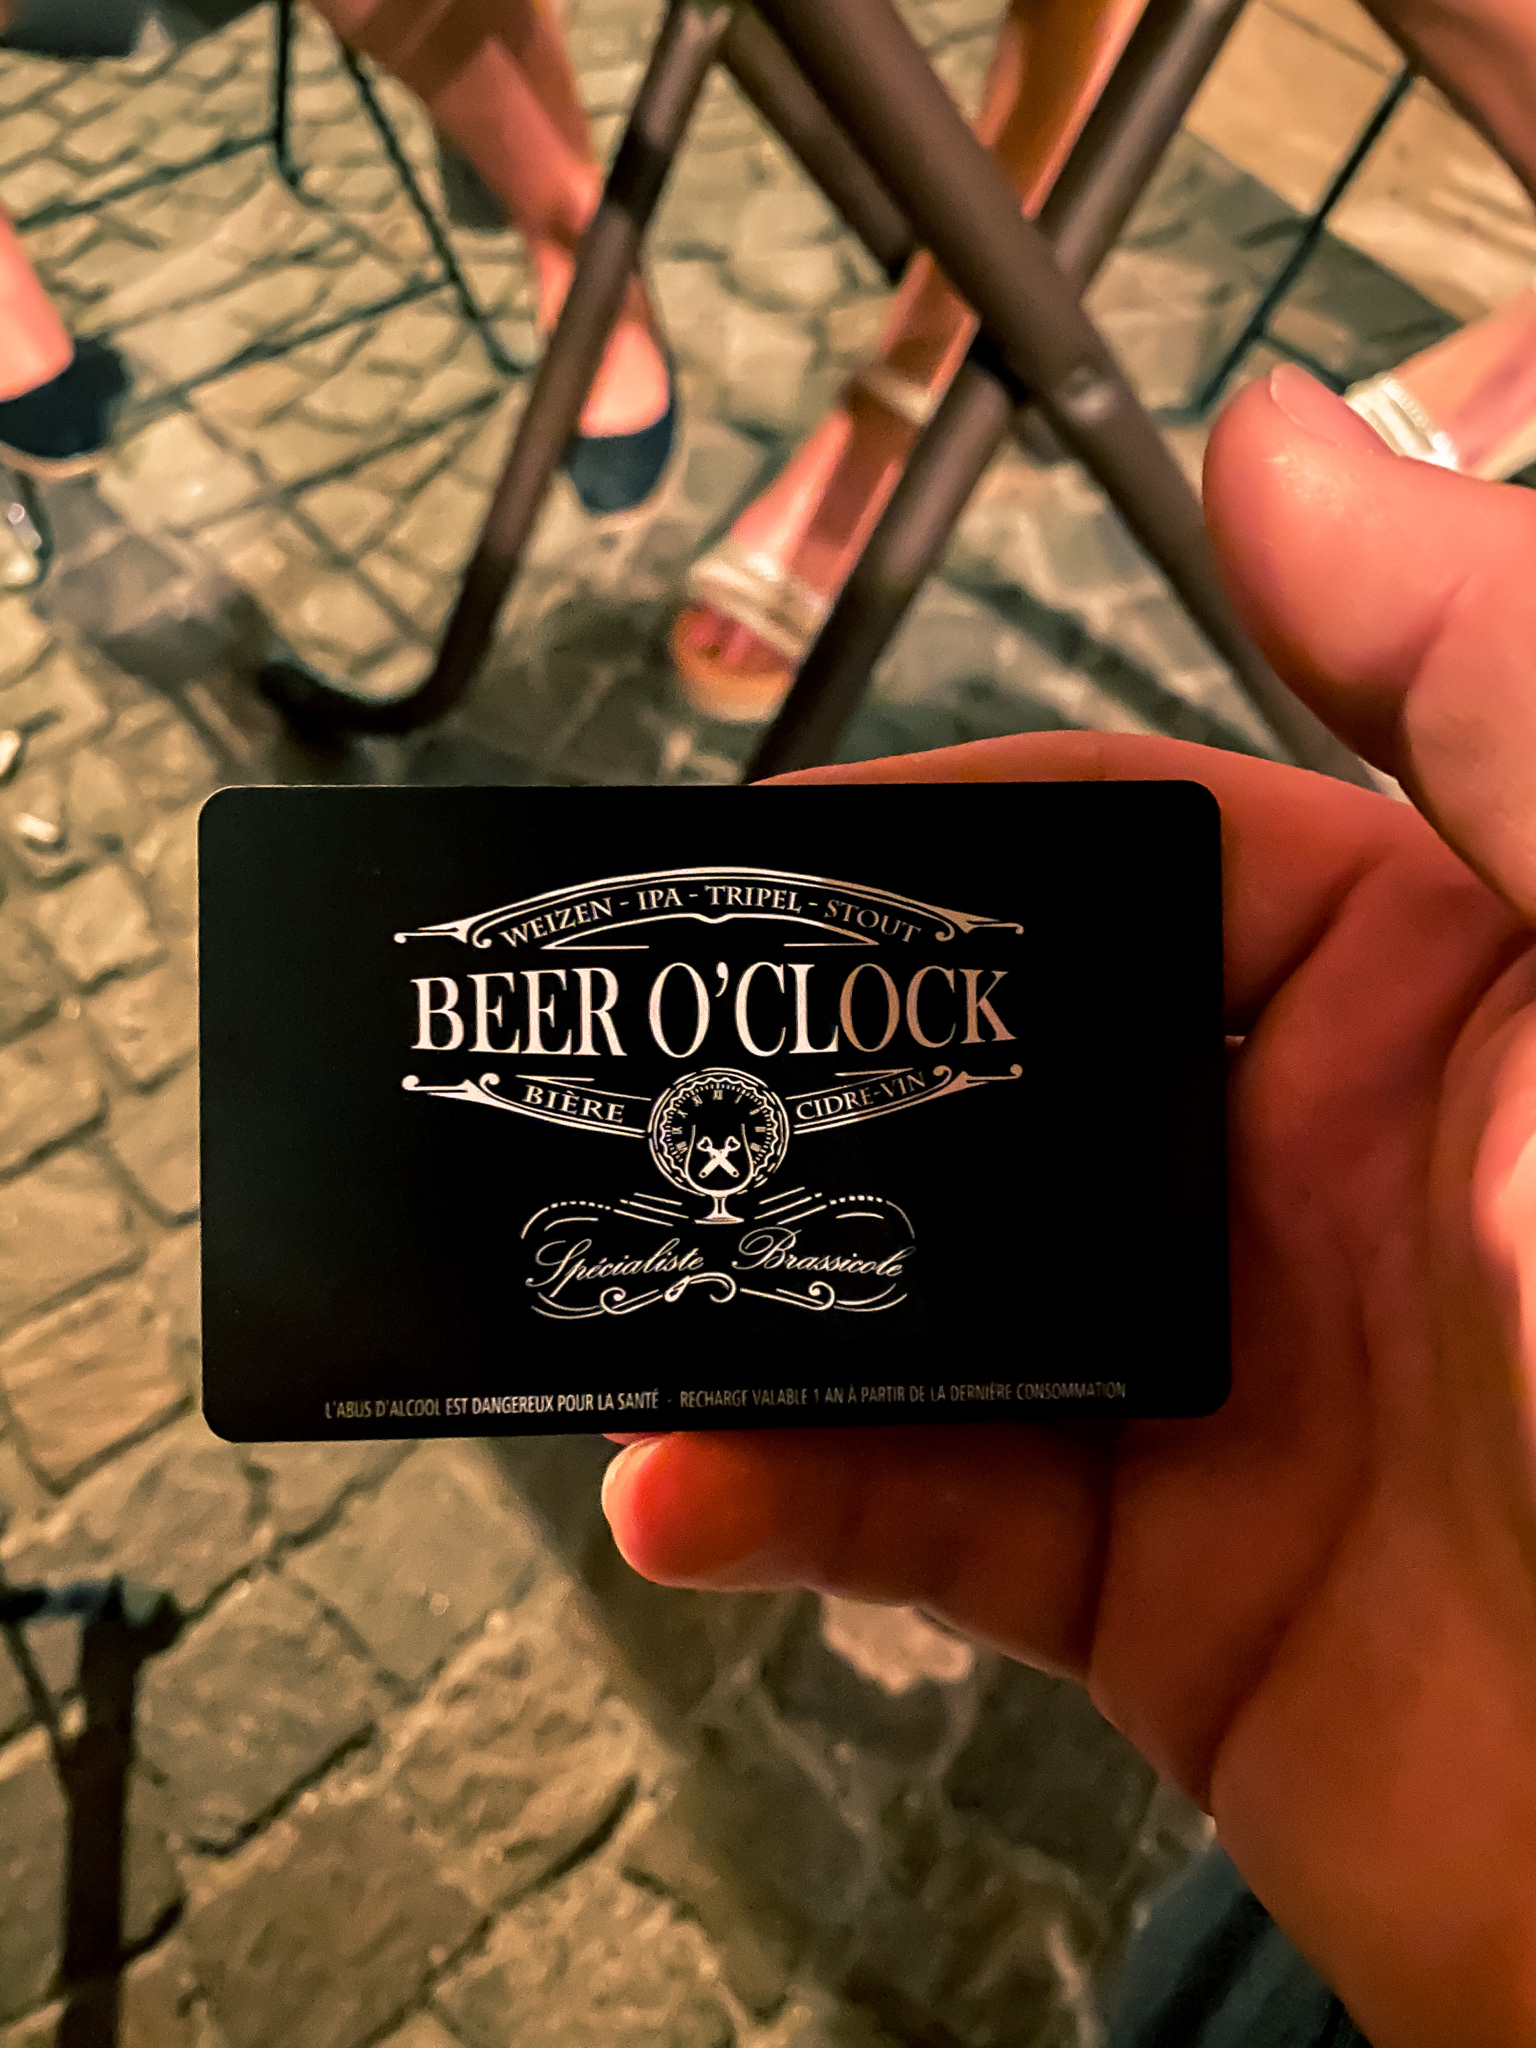 WEIZEN - IPA - TRIPEL - STOUT
BEER O'CLOCK
BIÈRE CIDRE-VIN
Spécialiste Brassicole
L'ABUS D'ALCOOL EST DANGEREUX POUR LA SANTÉ · RECHARGE VALABLE 1 AN À PARTIR DE LA DERNIÈRE CONSOMMATION